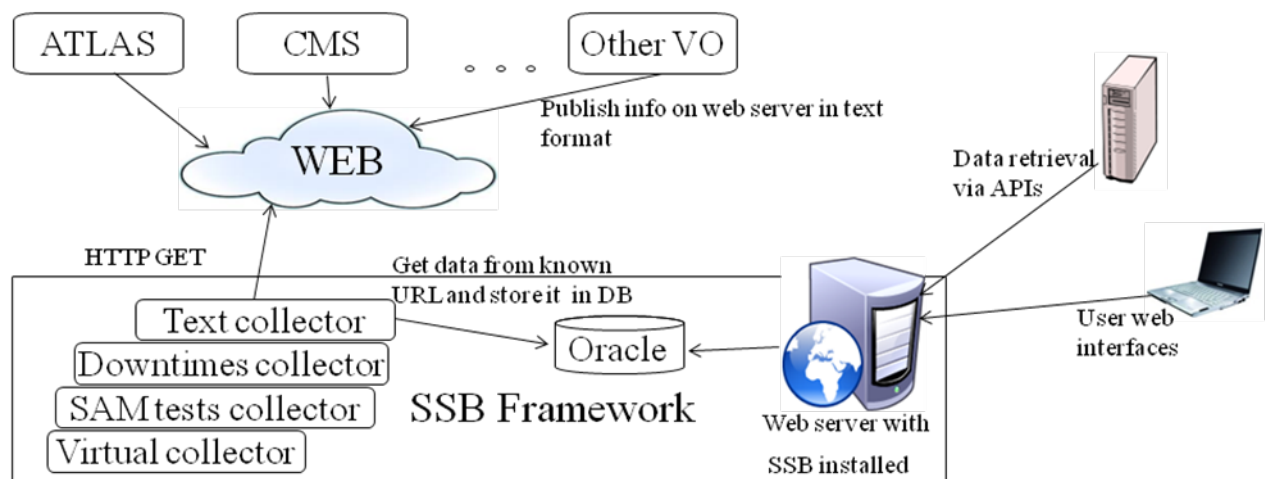 ATLAS
CMS
Other VO
Publish info on web server in text
format
WEB
Data retrieval
via APIs
HTTP GET
Get data from known
URL and store it in DB
Text collector
Downtimes collector
SAM tests collector
Virtual collector
Oracle
SSB Framework
User web
interfaces
Web server with
SSB installed